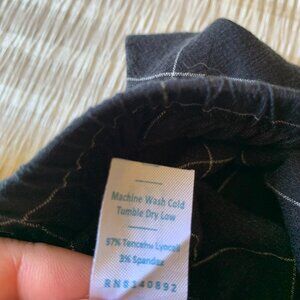 Machine Wash Cold
Tumble Dry Low
97% Tencel™ Lyocell
3% Spandex
RN#140892